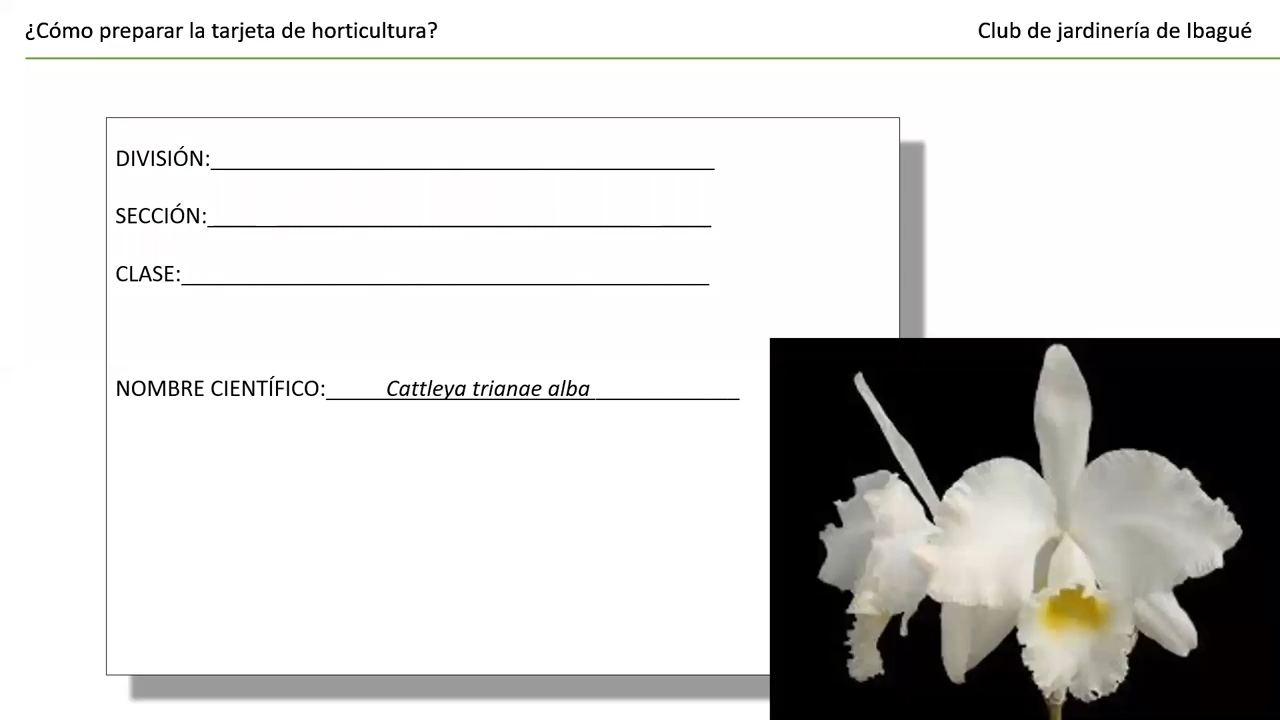 ¿Cómo preparar la tarjeta de horticultura?
Club de jardinería de Ibagué
DIVISIÓN:
SECCIÓN:
CLASE:
NOMBRE CIENTÍFICO: Cattleya trianae alba